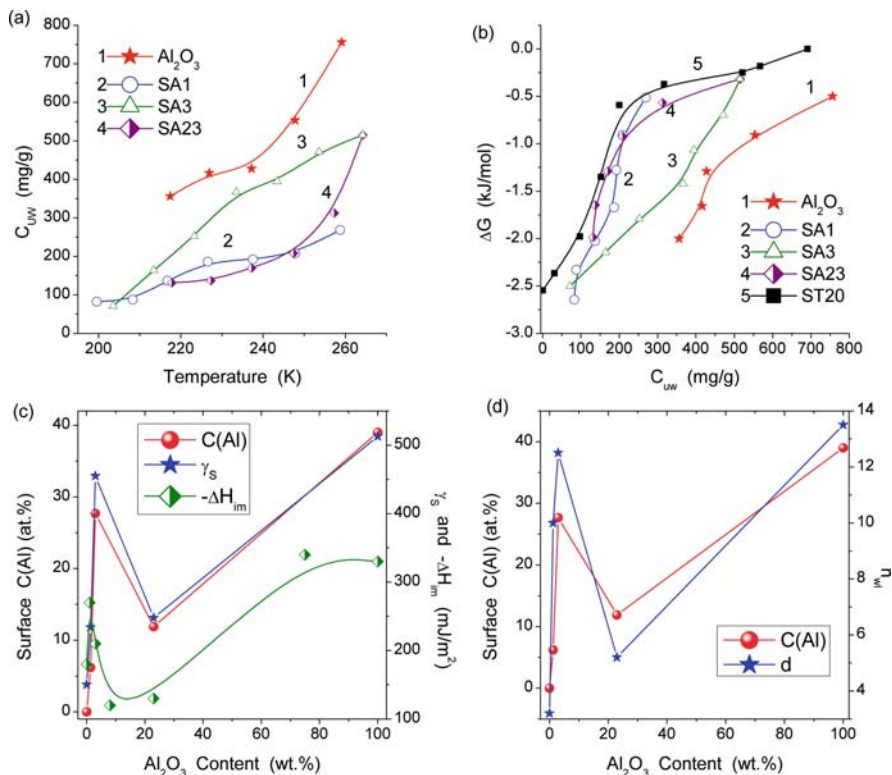 (a)
800
700
600
500
400
300
200
100
0
C_UW (mg/g)
200 220 240 260
Temperature (K)
1 Al₂O₃
2 SA1
3 SA3
4 SA23
1
3
4
2
(b)
0.0
-0.5
-1.0
-1.5
-2.0
-2.5
-3.0
ΔG (kJ/mol)
0 100 200 300 400 500 600 700 800
C_uw (mg/g)
5
1
4
3
2
1 Al₂O₃
2 SA1
3 SA3
4 SA23
5 ST20
(c)
40
30
20
10
0
Surface C(Al) (at.%)
C(Al)
γ_S
-ΔH_im
500
400
300
200
100
γ_S and -ΔH_im (mJ/m²)
0 20 40 60 80 100
Al₂O₃ Content (wt.%)
(d)
40
30
20
10
0
Surface C(Al) (at.%)
14
12
10
8
6
4
n_wl
C(Al)
d
0 20 40 60 80 100
Al₂O₃ Content (wt.%)